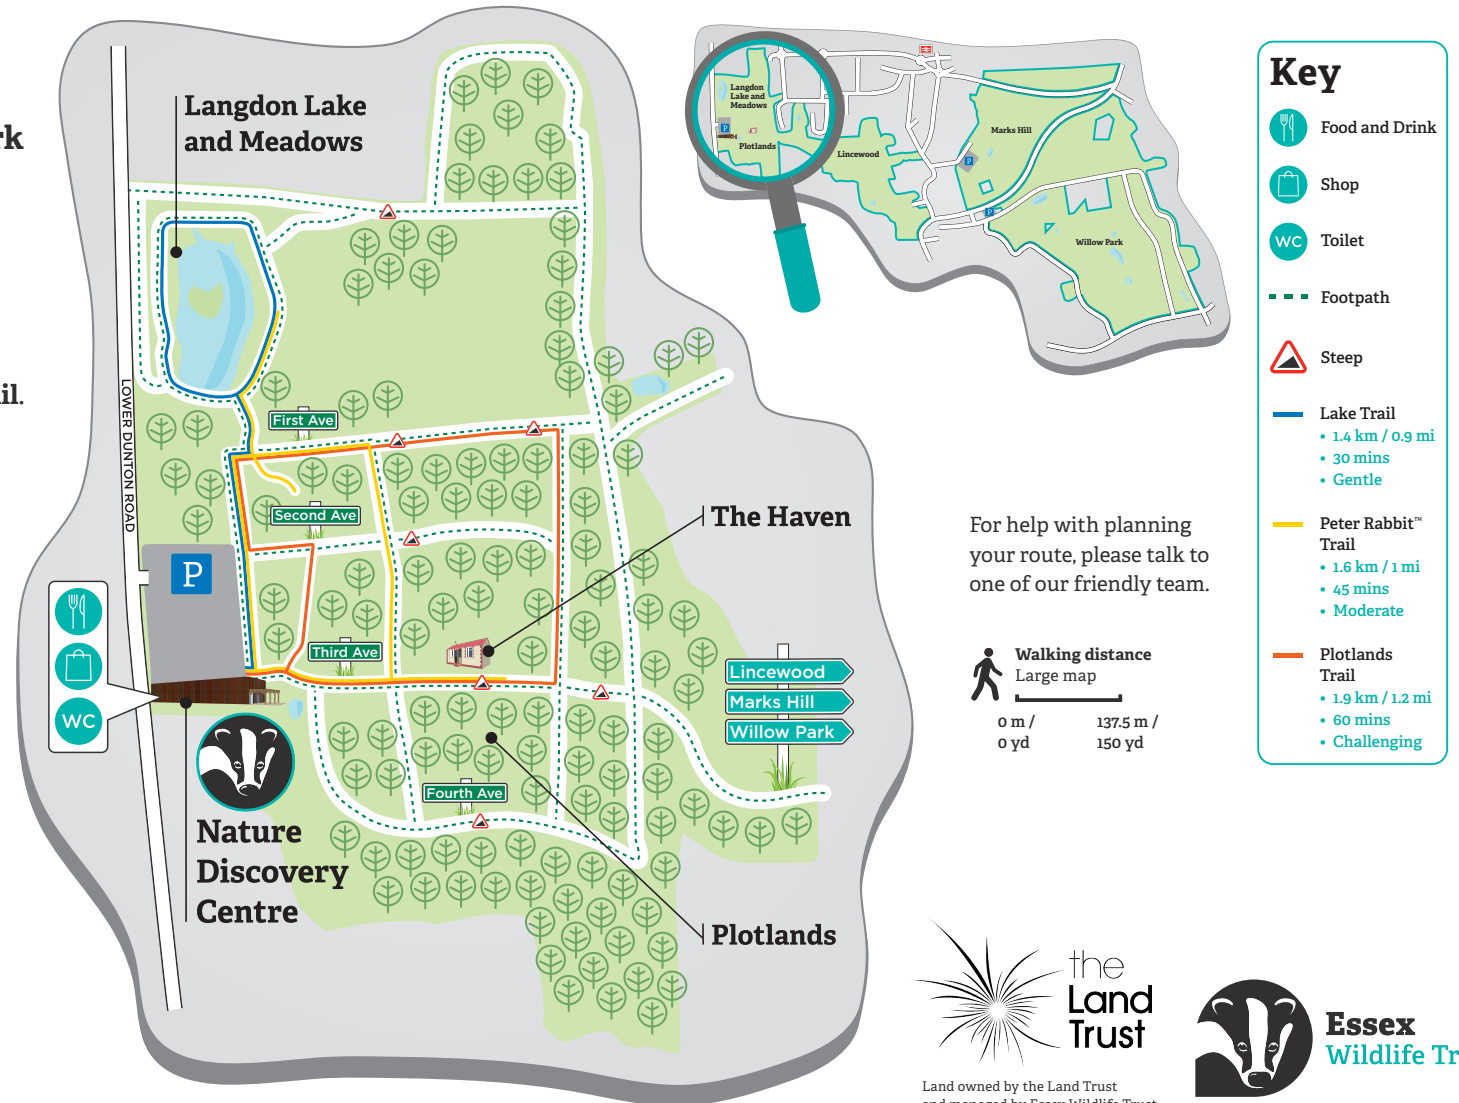 rk
il.
Langdon Lake
and Meadows
LOWER DUNTON ROAD
First Ave
Second Ave
Third Ave
Fourth Ave
P
WC
The Haven
Lincewood
Marks Hill
Willow Park
Nature
Discovery
Centre
Plotlands
Langdon
Lake and
Meadows
P
Plotlands
Lincewood
Marks Hill
P
P
Willow Park
For help with planning
your route, please talk to
one of our friendly team.
Walking distance
Large map
0 m /
0 yd
137.5 m /
150 yd
Key
Food and Drink
Shop
WC Toilet
Footpath
Steep
Lake Trail
• 1.4 km / 0.9 mi
• 30 mins
• Gentle
Peter Rabbit™
Trail
• 1.6 km / 1 mi
• 45 mins
• Moderate
Plotlands
Trail
• 1.9 km / 1.2 mi
• 60 mins
• Challenging
the
Land
Trust
Land owned by the Land Trust
and managed by Essex Wildlife Trust
Essex
Wildlife Tr